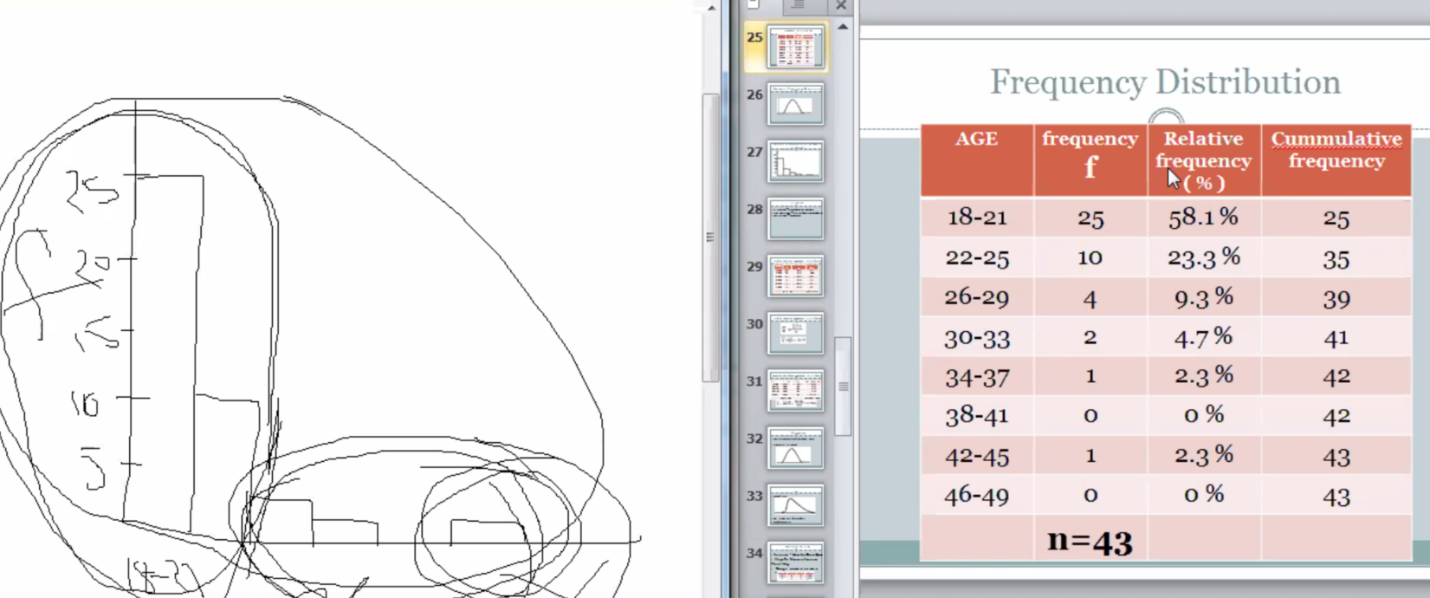 25
20
15
10
5
18-21
25
26
27
28
29
30
31
32
33
34
Frequency Distribution
AGE frequency f Relative frequency (%) Cummulative frequency
18-21 25 58.1% 25
22-25 10 23.3% 35
26-29 4 9.3% 39
30-33 2 4.7% 41
34-37 1 2.3% 42
38-41 0 0% 42
42-45 1 2.3% 43
46-49 0 0% 43
n=43